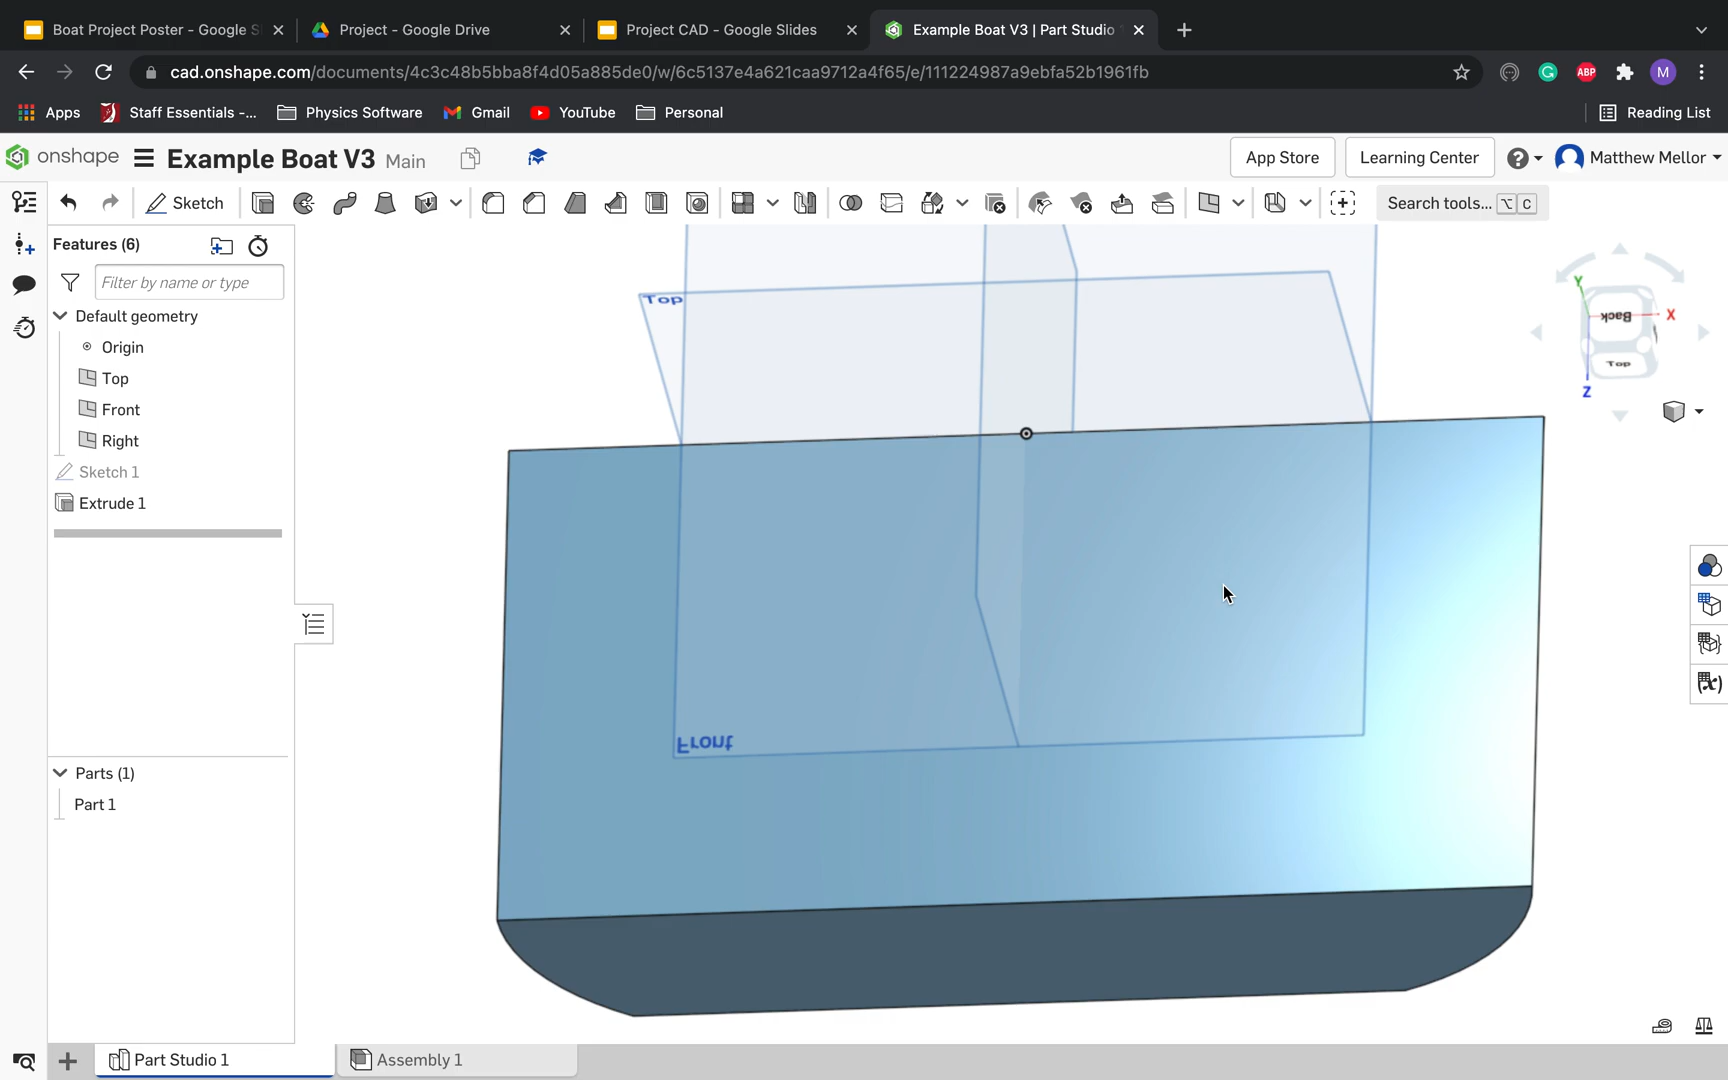 Boat Project Poster - Google S
Project - Google Drive
Project CAD - Google Slides
Example Boat V3 | Part Studio
cad.onshape.com/documents/4c3c48b5bba8f4d05a885de0/w/6c5137e4a621caa9712a4f65/e/111224987a9ebfa52b1961fb
ABP
M
Apps
Staff Essentials -...
Physics Software
Gmail
YouTube
Personal
Reading List
onshape
Example Boat V3 Main
App Store
Learning Center
Matthew Mellor
Sketch
Search tools... ⌥ C
Features (6)
Filter by name or type
Default geometry
Origin
Top
Front
Right
Sketch 1
Extrude 1
Parts (1)
Part 1
Top
Front
Y
Back
X
Top
Z
Part Studio 1
Assembly 1